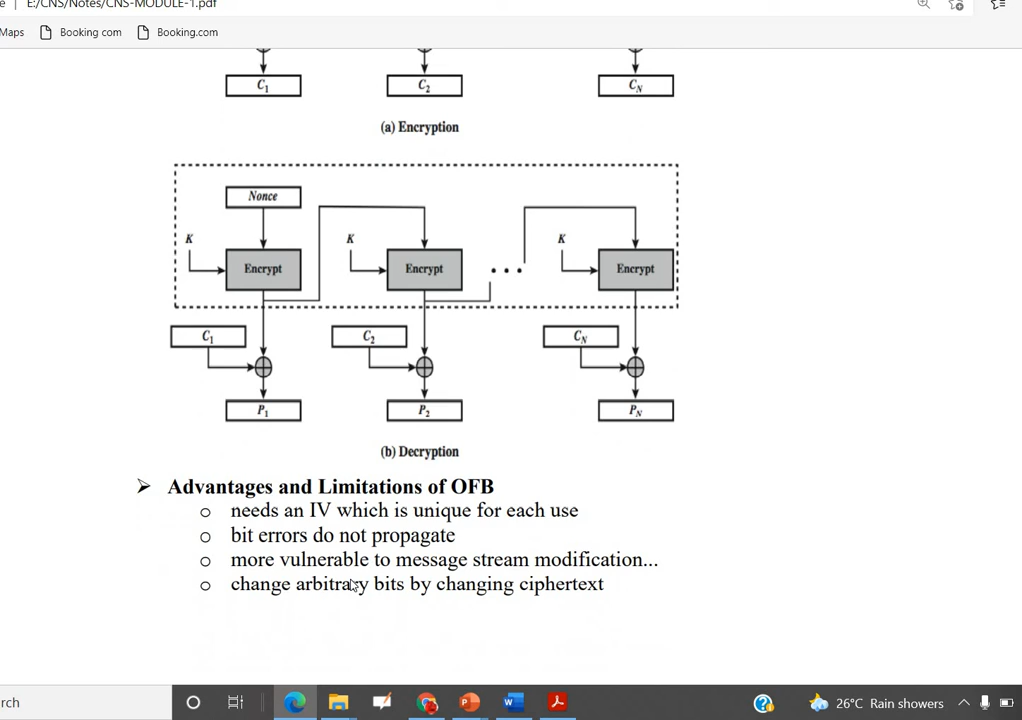 e | E:/CNS/Notes/CNS-MODULE-1.pdf
Maps Booking com Booking.com
C1 C2 CN
(a) Encryption
Nonce
K K K
Encrypt Encrypt • • • Encrypt
C1 C2 CN
P1 P2 PN
(b) Decryption
➢ Advantages and Limitations of OFB
o needs an IV which is unique for each use
o bit errors do not propagate
o more vulnerable to message stream modification...
o change arbitrary bits by changing ciphertext
rch 26°C Rain showers